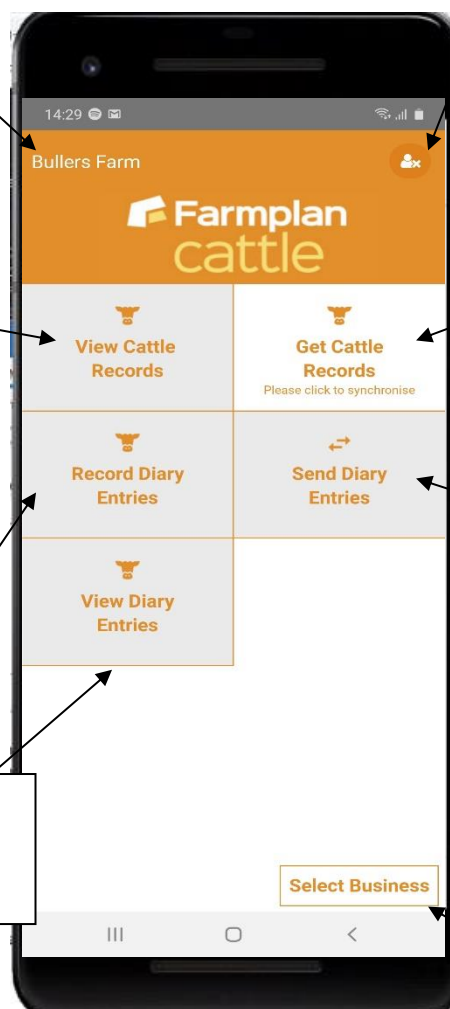 14:29
Bullers Farm
Farmplan
cattle
View Cattle
Records
Get Cattle
Records
Please click to synchronise
Record Diary
Entries
Send Diary
Entries
View Diary
Entries
Select Business